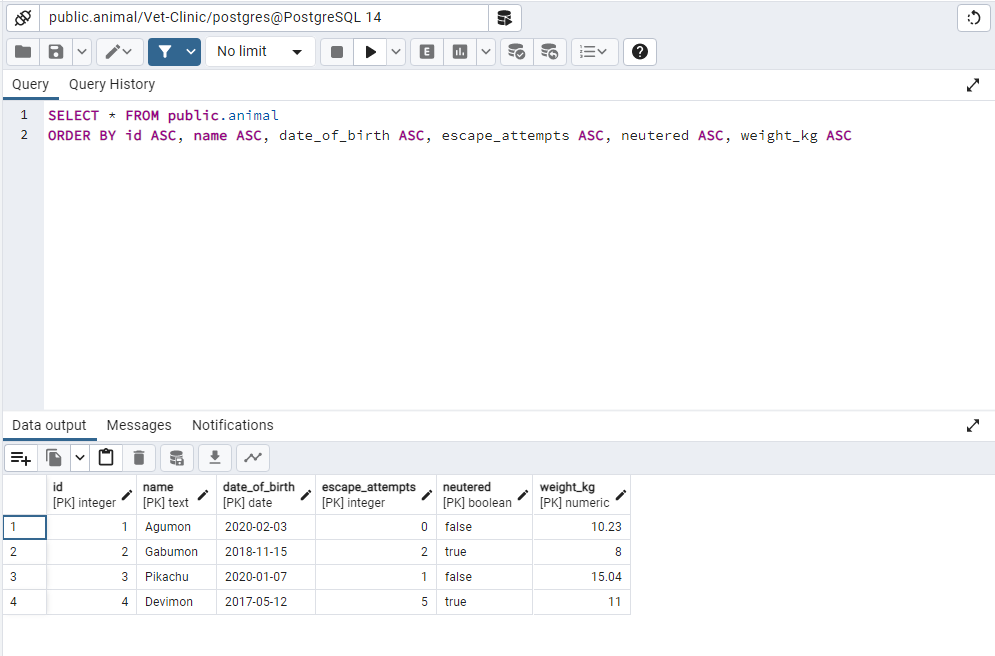 public.animal/Vet-Clinic/postgres@PostgreSQL 14
No limit
E
?
Query Query History
1 SELECT * FROM public.animal
2 ORDER BY id ASC, name ASC, date_of_birth ASC, escape_attempts ASC, neutered ASC, weight_kg ASC
Data output Messages Notifications
id name date_of_birth escape_attempts neutered weight_kg
[PK] integer [PK] text [PK] date [PK] integer [PK] boolean [PK] numeric
1 1 Agumon 2020-02-03 0 false 10.23
2 2 Gabumon 2018-11-15 2 true 8
3 3 Pikachu 2020-01-07 1 false 15.04
4 4 Devimon 2017-05-12 5 true 11